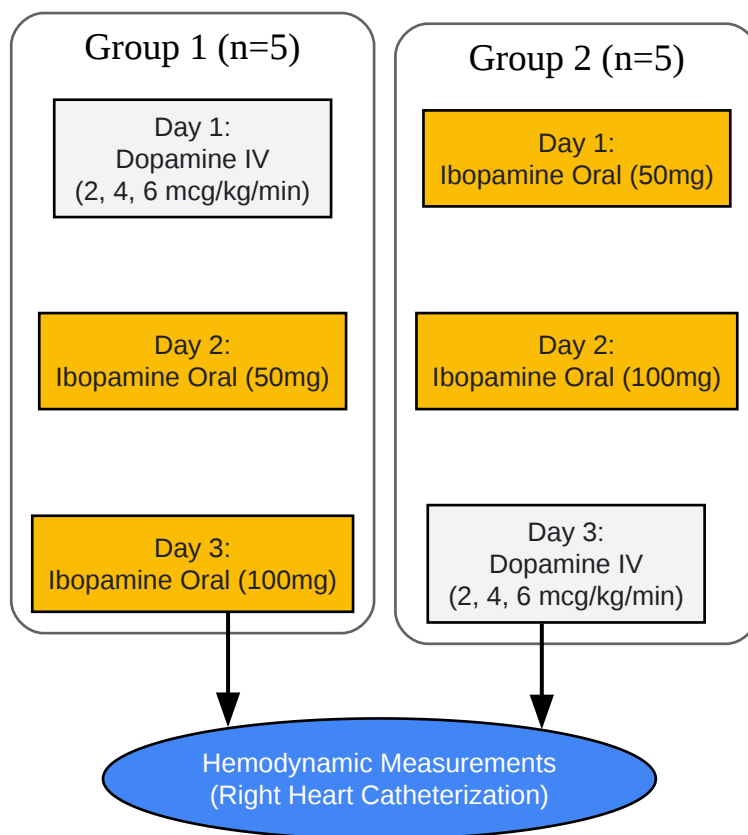 Group 1 (n=5)
Day 1:
Dopamine IV
(2, 4, 6 mcg/kg/min)
Day 2:
Ibopamine Oral (50mg)
Day 3:
Ibopamine Oral (100mg)
Group 2 (n=5)
Day 1:
Ibopamine Oral (50mg)
Day 2:
Ibopamine Oral (100mg)
Day 3:
Dopamine IV
(2, 4, 6 mcg/kg/min)
Hemodynamic Measurements
(Right Heart Catheterization)